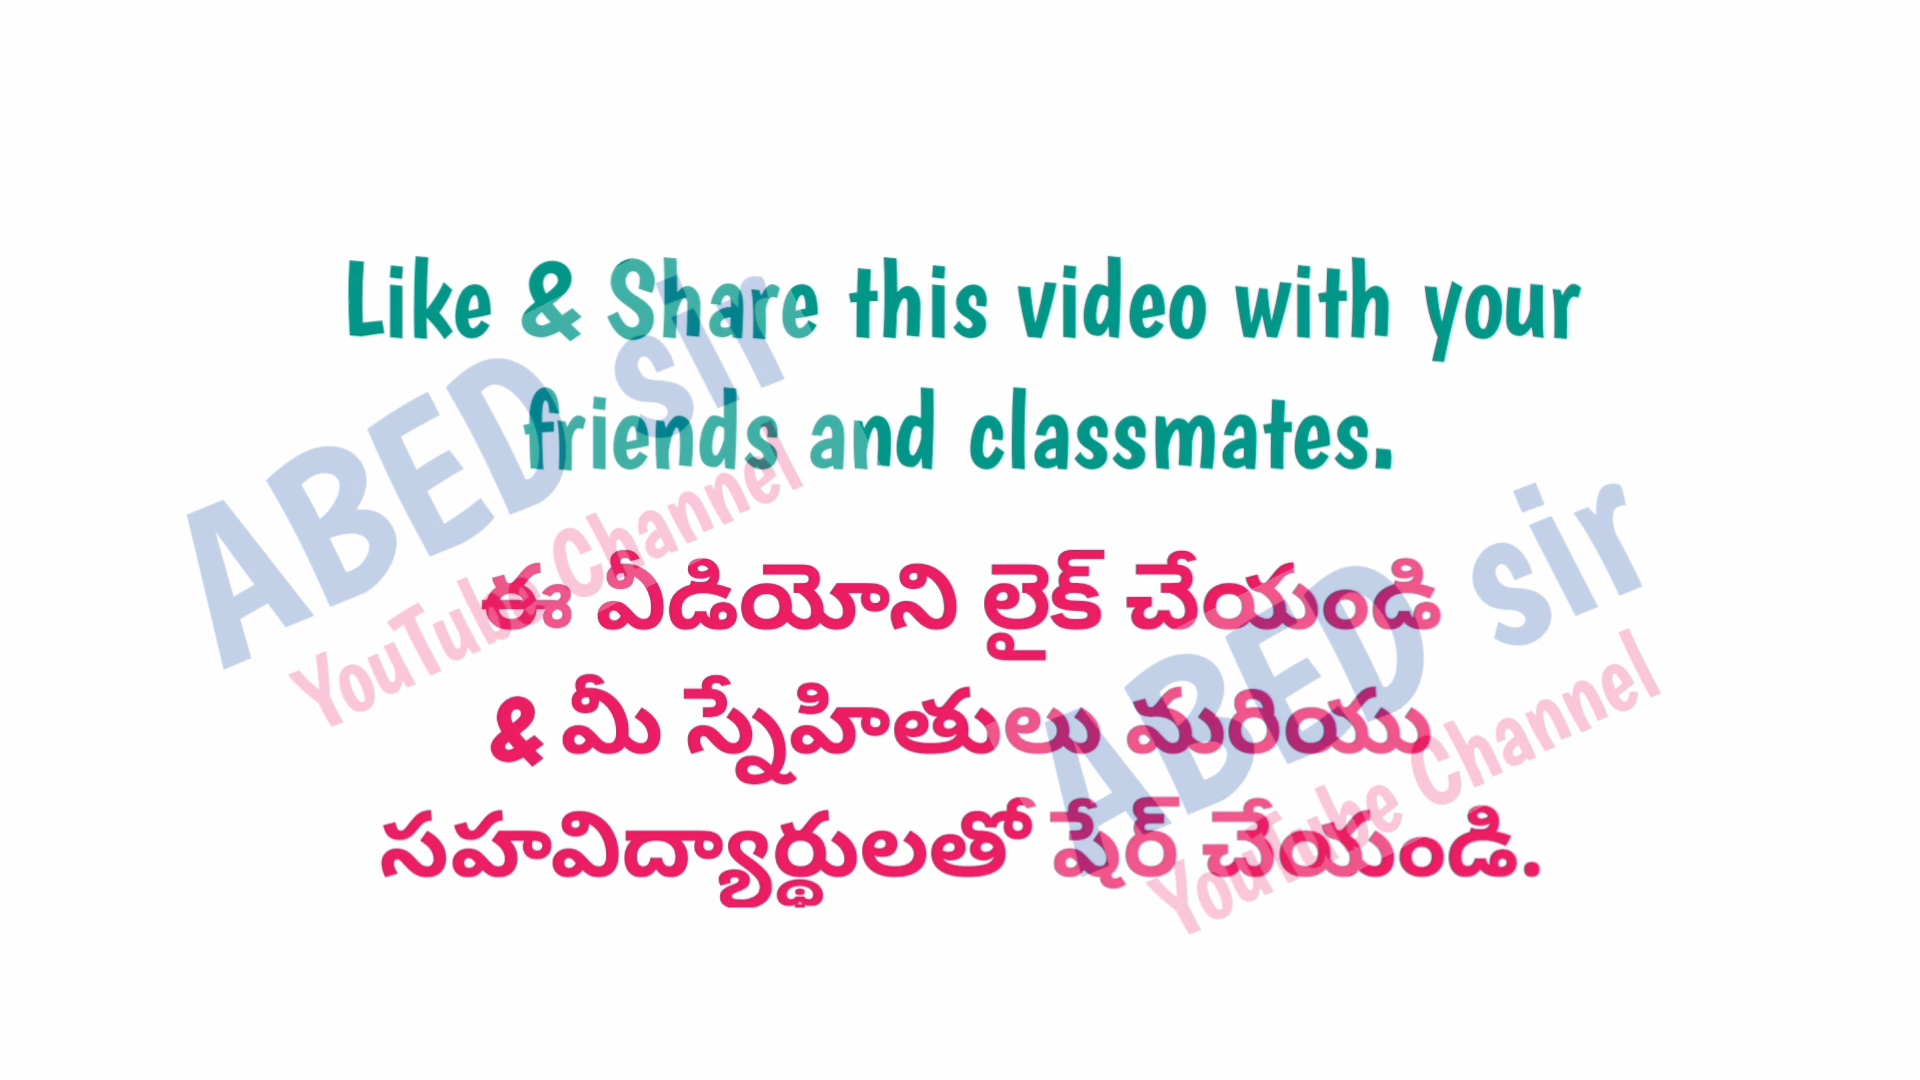 Like & Share this video with your
friends and classmates.
ఈ వీడియోని లైక్ చేయండి
& మీ స్నేహితులు మరియు
సహవిద్యార్థులతో షేర్ చేయండి.
ABED sir
YouTube Channel
ABED sir
YouTube Channel